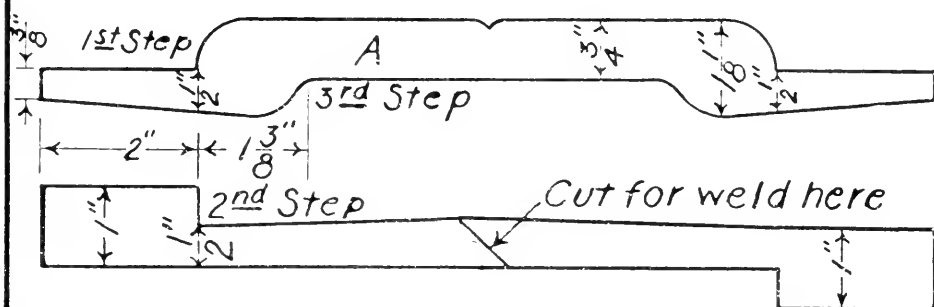 3/8"
1st Step
A
3/4"
1 1/8"
1/2"
1/2"
3rd Step
2"
1 3/8"
2nd Step
Cut for weld here
1"
1/2"
1"